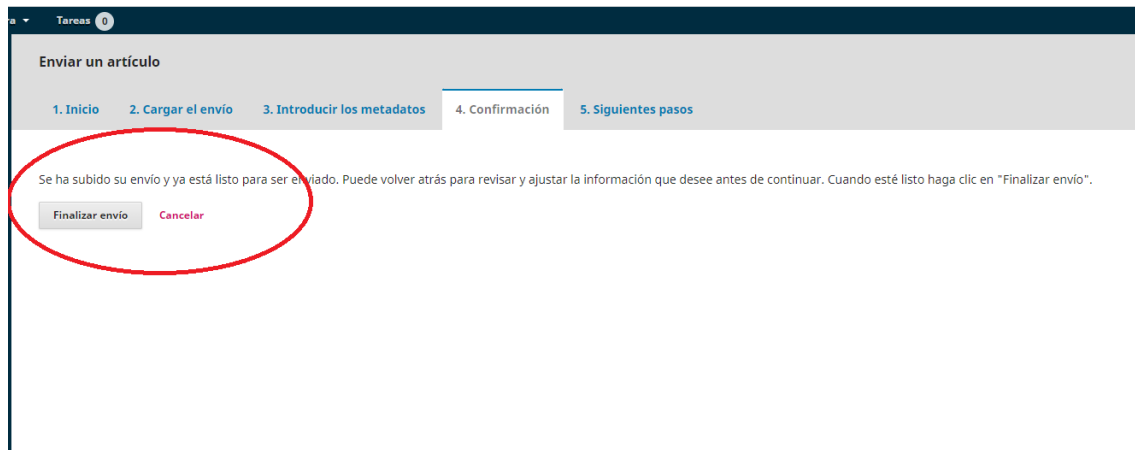 Tareas 0
Enviar un artículo
1. Inicio 2. Cargar el envío 3. Introducir los metadatos 4. Confirmación 5. Siguientes pasos
Se ha subido su envío y ya está listo para ser enviado. Puede volver atrás para revisar y ajustar la información que desee antes de continuar. Cuando esté listo haga clic en "Finalizar envío".
Finalizar envío Cancelar